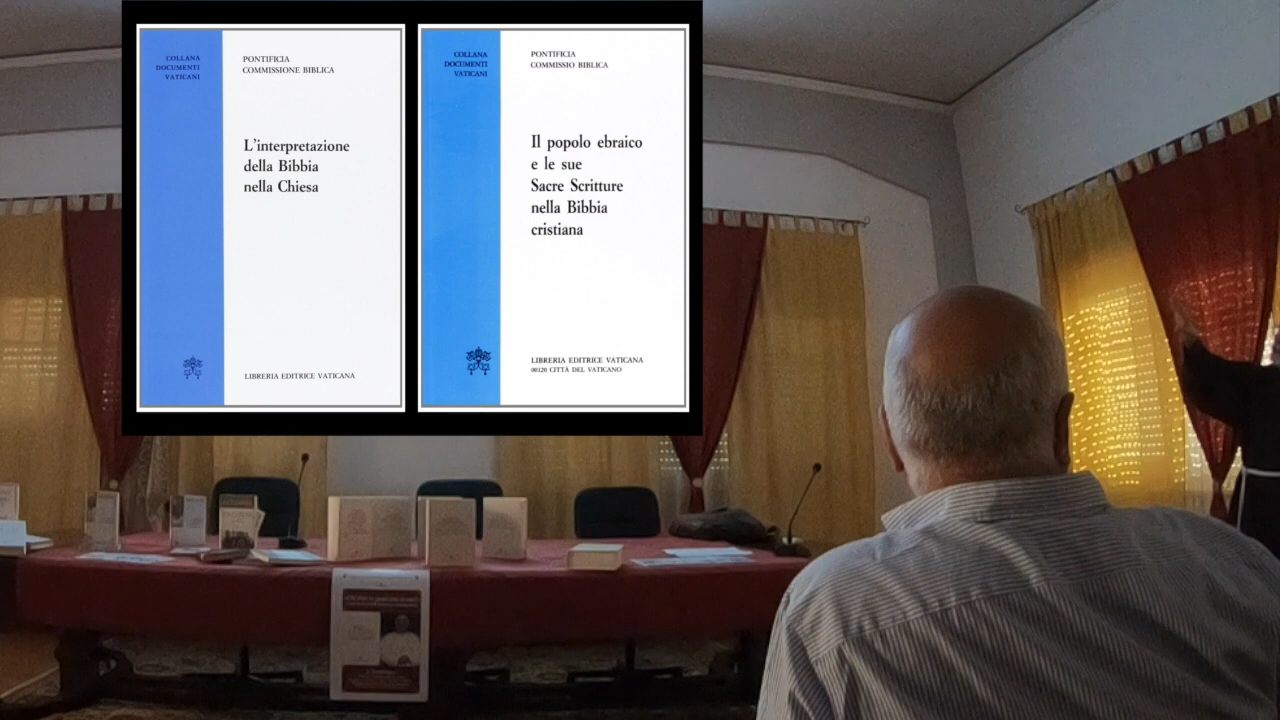 COLLANA
DOCUMENTI
VATICANI
PONTIFICIA
COMMISSIONE BIBLICA
L'interpretazione
della Bibbia
nella Chiesa
LIBRERIA EDITRICE VATICANA
COLLANA
DOCUMENTI
VATICANI
PONTIFICIA
COMMISSIO BIBLICA
Il popolo ebraico
e le sue
Sacre Scritture
nella Bibbia
cristiana
LIBRERIA EDITRICE VATICANA
00120 CITTÀ DEL VATICANO